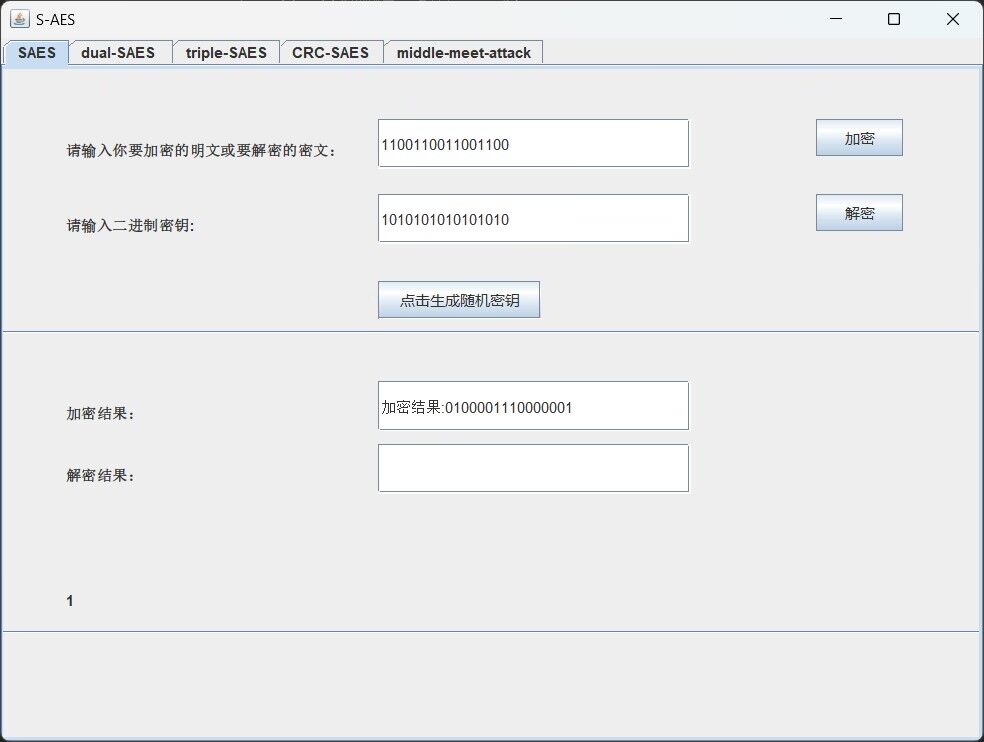 S-AES
SAES dual-SAES triple-SAES CRC-SAES middle-meet-attack
请输入你要加密的明文或要解密的密文： 1100110011001100 加密
请输入二进制密钥: 1010101010101010 解密
点击生成随机密钥
加密结果： 加密结果:0100001110000001
解密结果：
1